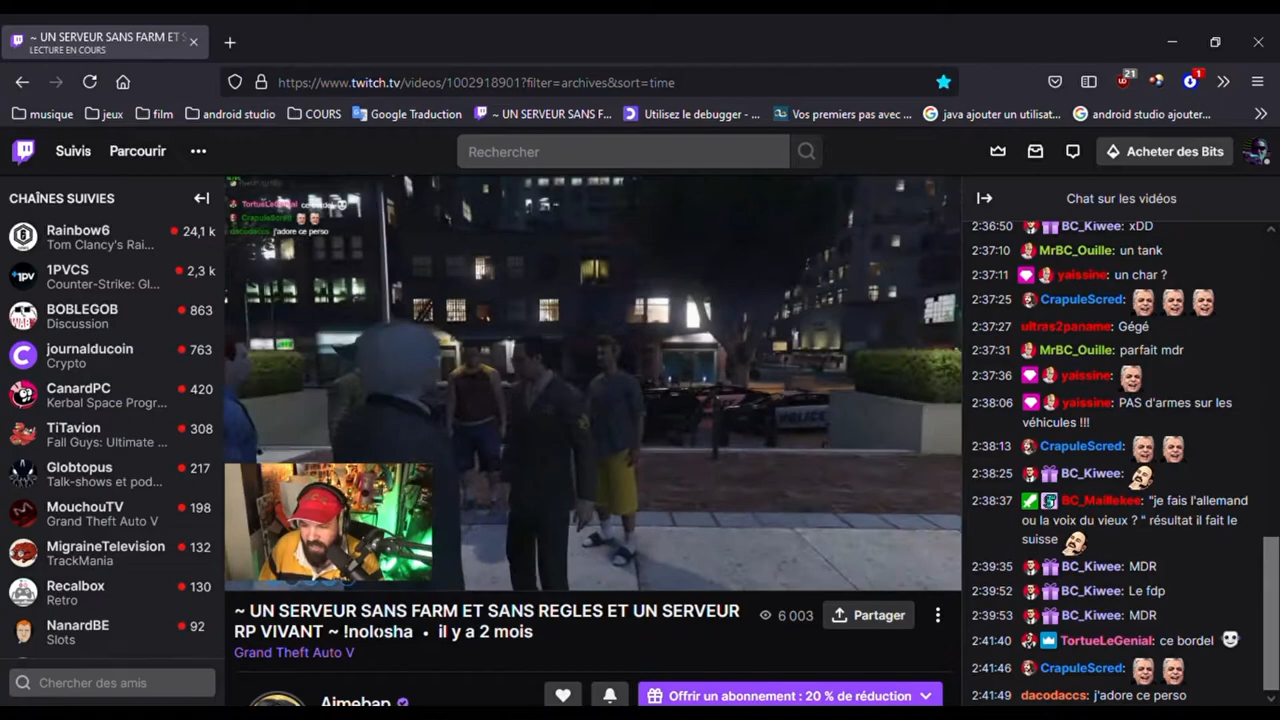 ~ UN SERVEUR SANS FARM ET S
LECTURE EN COURS
https://www.twitch.tv/videos/1002918901?filter=archives&sort=time
21
1
musique
jeux
film
android studio
COURS
Google Traduction
~ UN SERVEUR SANS F...
Utilisez le debugger - ...
Vos premiers pas avec ...
java ajouter un utilisat...
android studio ajouter...
Suivis
Parcourir
Rechercher
Acheter des Bits
CHAÎNES SUIVIES
Rainbow6
24,1 k
Tom Clancy's Rai...
1PVCS
2,3 k
Counter-Strike: Gl...
BOBLEGOB
863
Discussion
journalducoin
763
Crypto
CanardPC
420
Kerbal Space Progr...
TiTavion
308
Fall Guys: Ultimate ...
Globtopus
217
Talk-shows et pod...
MouchouTV
198
Grand Theft Auto V
MigraineTelevision
132
TrackMania
Recalbox
130
Retro
NanardBE
92
Slots
Chercher des amis
TortueLeGenial: ce bordel
CrapuleScred:
dacodaccs: j'adore ce perso
POLICE
~ UN SERVEUR SANS FARM ET SANS REGLES ET UN SERVEUR
RP VIVANT ~ !nolosha • il y a 2 mois
Grand Theft Auto V
6 003
Partager
Aimeban
Offrir un abonnement : 20 % de réduction
Chat sur les vidéos
2:36:50 BC_Kiwee: xDD
2:37:10 MrBC_Ouille: un tank
2:37:11 yaissine: un char ?
2:37:25 CrapuleScred:
2:37:27 ultras2paname: Gégé
2:37:31 MrBC_Ouille: parfait mdr
2:37:36 yaissine:
2:38:06 yaissine: PAS d'armes sur les
véhicules !!!
2:38:13 CrapuleScred:
2:38:25 BC_Kiwee:
2:38:37 BC_Maillekee: "je fais l'allemand
ou la voix du vieux ? " résultat il fait le
suisse
2:39:35 BC_Kiwee: MDR
2:39:52 BC_Kiwee: Le fdp
2:39:53 BC_Kiwee: MDR
2:41:40 TortueLeGenial: ce bordel
2:41:46 CrapuleScred:
2:41:49 dacodaccs: j'adore ce perso